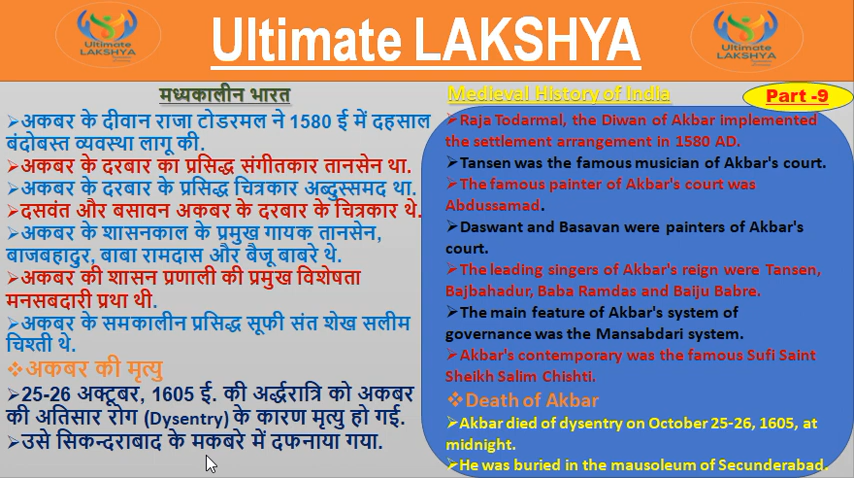 Ultimate LAKSHYA
Ultimate
LAKSHYA
Ultimate
LAKSHYA
मध्यकालीन भारत
➢अकबर के दीवान राजा टोडरमल ने 1580 ई में दहसाल
बंदोबस्त व्यवस्था लागू की.
➢अकबर के दरबार का प्रसिद्ध संगीतकार तानसेन था.
➢अकबर के दरबार के प्रसिद्ध चित्रकार अब्दुस्समद था.
➢दसवंत और बसावन अकबर के दरबार के चित्रकार थे.
➢अकबर के शासनकाल के प्रमुख गायक तानसेन,
बाजबहादुर, बाबा रामदास और बैजू बाबरे थे.
➢अकबर की शासन प्रणाली की प्रमुख विशेषता
मनसबदारी प्रथा थी.
➢अकबर के समकालीन प्रसिद्ध सूफी संत शेख सलीम
चिश्ती थे.
❖अकबर की मृत्यु
➢25-26 अक्टूबर, 1605 ई. की अर्द्धरात्रि को अकबर
की अतिसार रोग (Dysentry) के कारण मृत्यु हो गई.
➢उसे सिकन्दराबाद के मकबरे में दफनाया गया.
Medieval History of India
Part -9
➢Raja Todarmal, the Diwan of Akbar implemented
the settlement arrangement in 1580 AD.
➢Tansen was the famous musician of Akbar's court.
➢The famous painter of Akbar's court was
Abdussamad.
➢Daswant and Basavan were painters of Akbar's
court.
➢The leading singers of Akbar's reign were Tansen,
Bajbahadur, Baba Ramdas and Baiju Babre.
➢The main feature of Akbar's system of
governance was the Mansabdari system.
➢Akbar's contemporary was the famous Sufi Saint
Sheikh Salim Chishti.
❖Death of Akbar
➢Akbar died of dysentry on October 25-26, 1605, at
midnight.
➢He was buried in the mausoleum of Secunderabad.